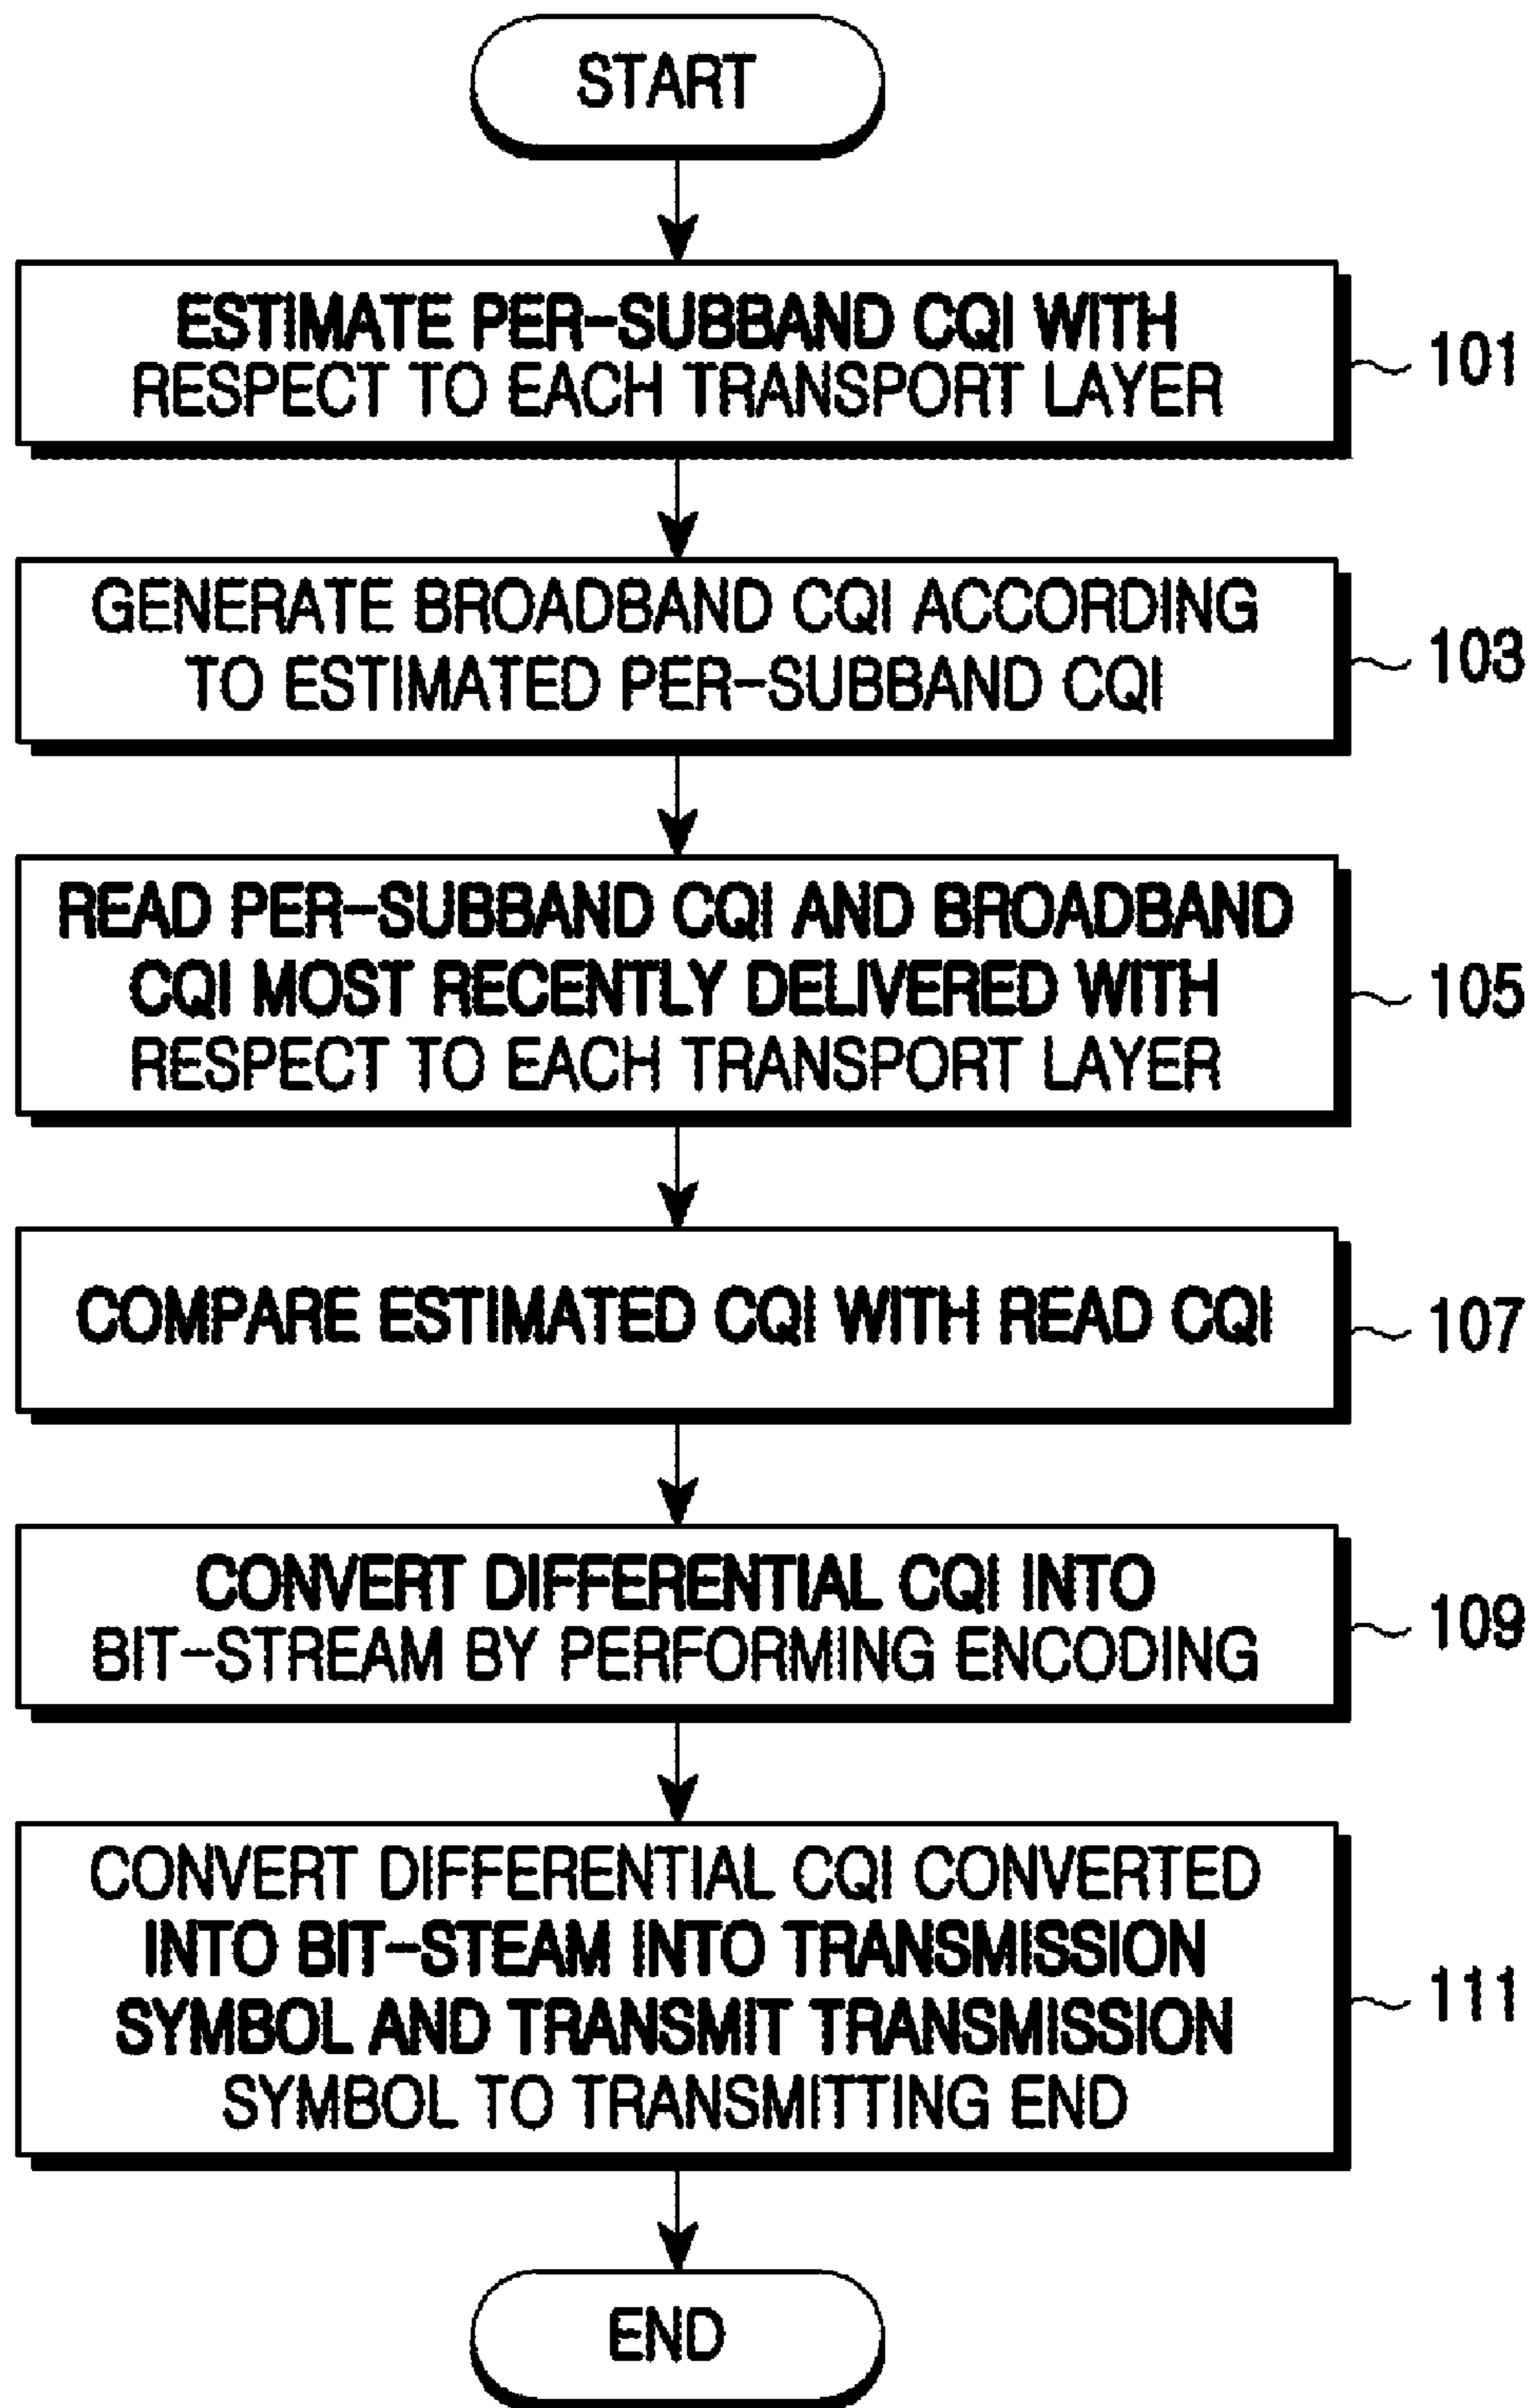 START
ESTIMATE PER-SUBBAND CQI WITH
RESPECT TO EACH TRANSPORT LAYER
101
GENERATE BROADBAND CQI ACCORDING
TO ESTIMATED PER-SUBBAND CQI
103
READ PER-SUBBAND CQI AND BROADBAND
CQI MOST RECENTLY DELIVERED WITH
RESPECT TO EACH TRANSPORT LAYER
105
COMPARE ESTIMATED CQI WITH READ CQI
107
CONVERT DIFFERENTIAL CQI INTO
BIT-STREAM BY PERFORMING ENCODING
109
CONVERT DIFFERENTIAL CQI CONVERTED
INTO BIT-STEAM INTO TRANSMISSION
SYMBOL AND TRANSMIT TRANSMISSION
SYMBOL TO TRANSMITTING END
111
END